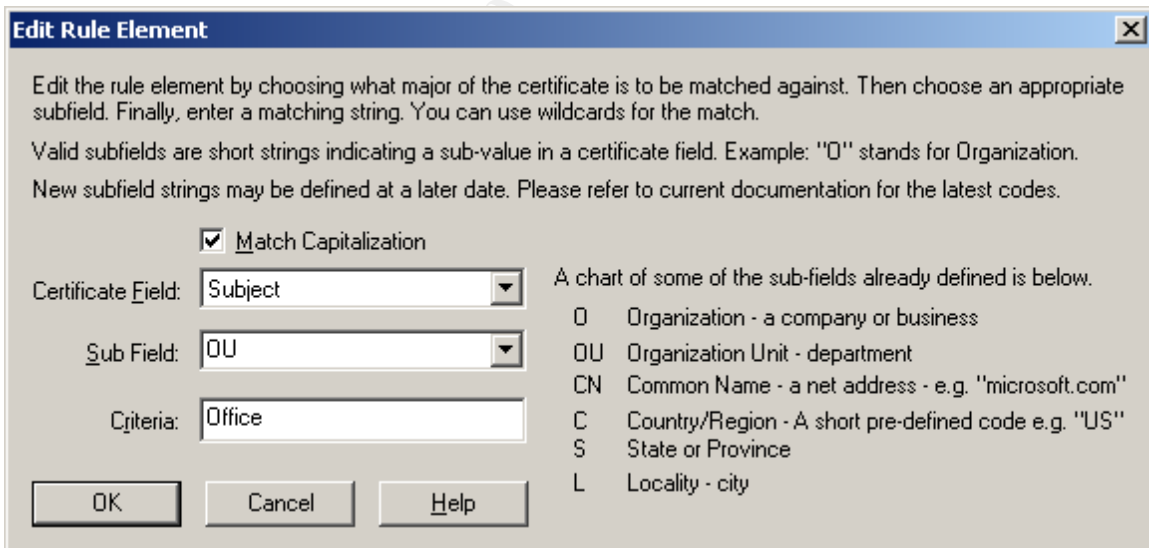 Edit Rule Element
Edit the rule element by choosing what major of the certificate is to be matched against. Then choose an appropriate
subfield. Finally, enter a matching string. You can use wildcards for the match.
Valid subfields are short strings indicating a sub-value in a certificate field. Example: "O" stands for Organization.
New subfield strings may be defined at a later date. Please refer to current documentation for the latest codes.
Match Capitalization
Certificate Field: Subject
Sub Field: OU
Criteria: Office
A chart of some of the sub-fields already defined is below.
O Organization - a company or business
OU Organization Unit - department
CN Common Name - a net address - e.g. "microsoft.com"
C Country/Region - A short pre-defined code e.g. "US"
S State or Province
L Locality - city
OK Cancel Help